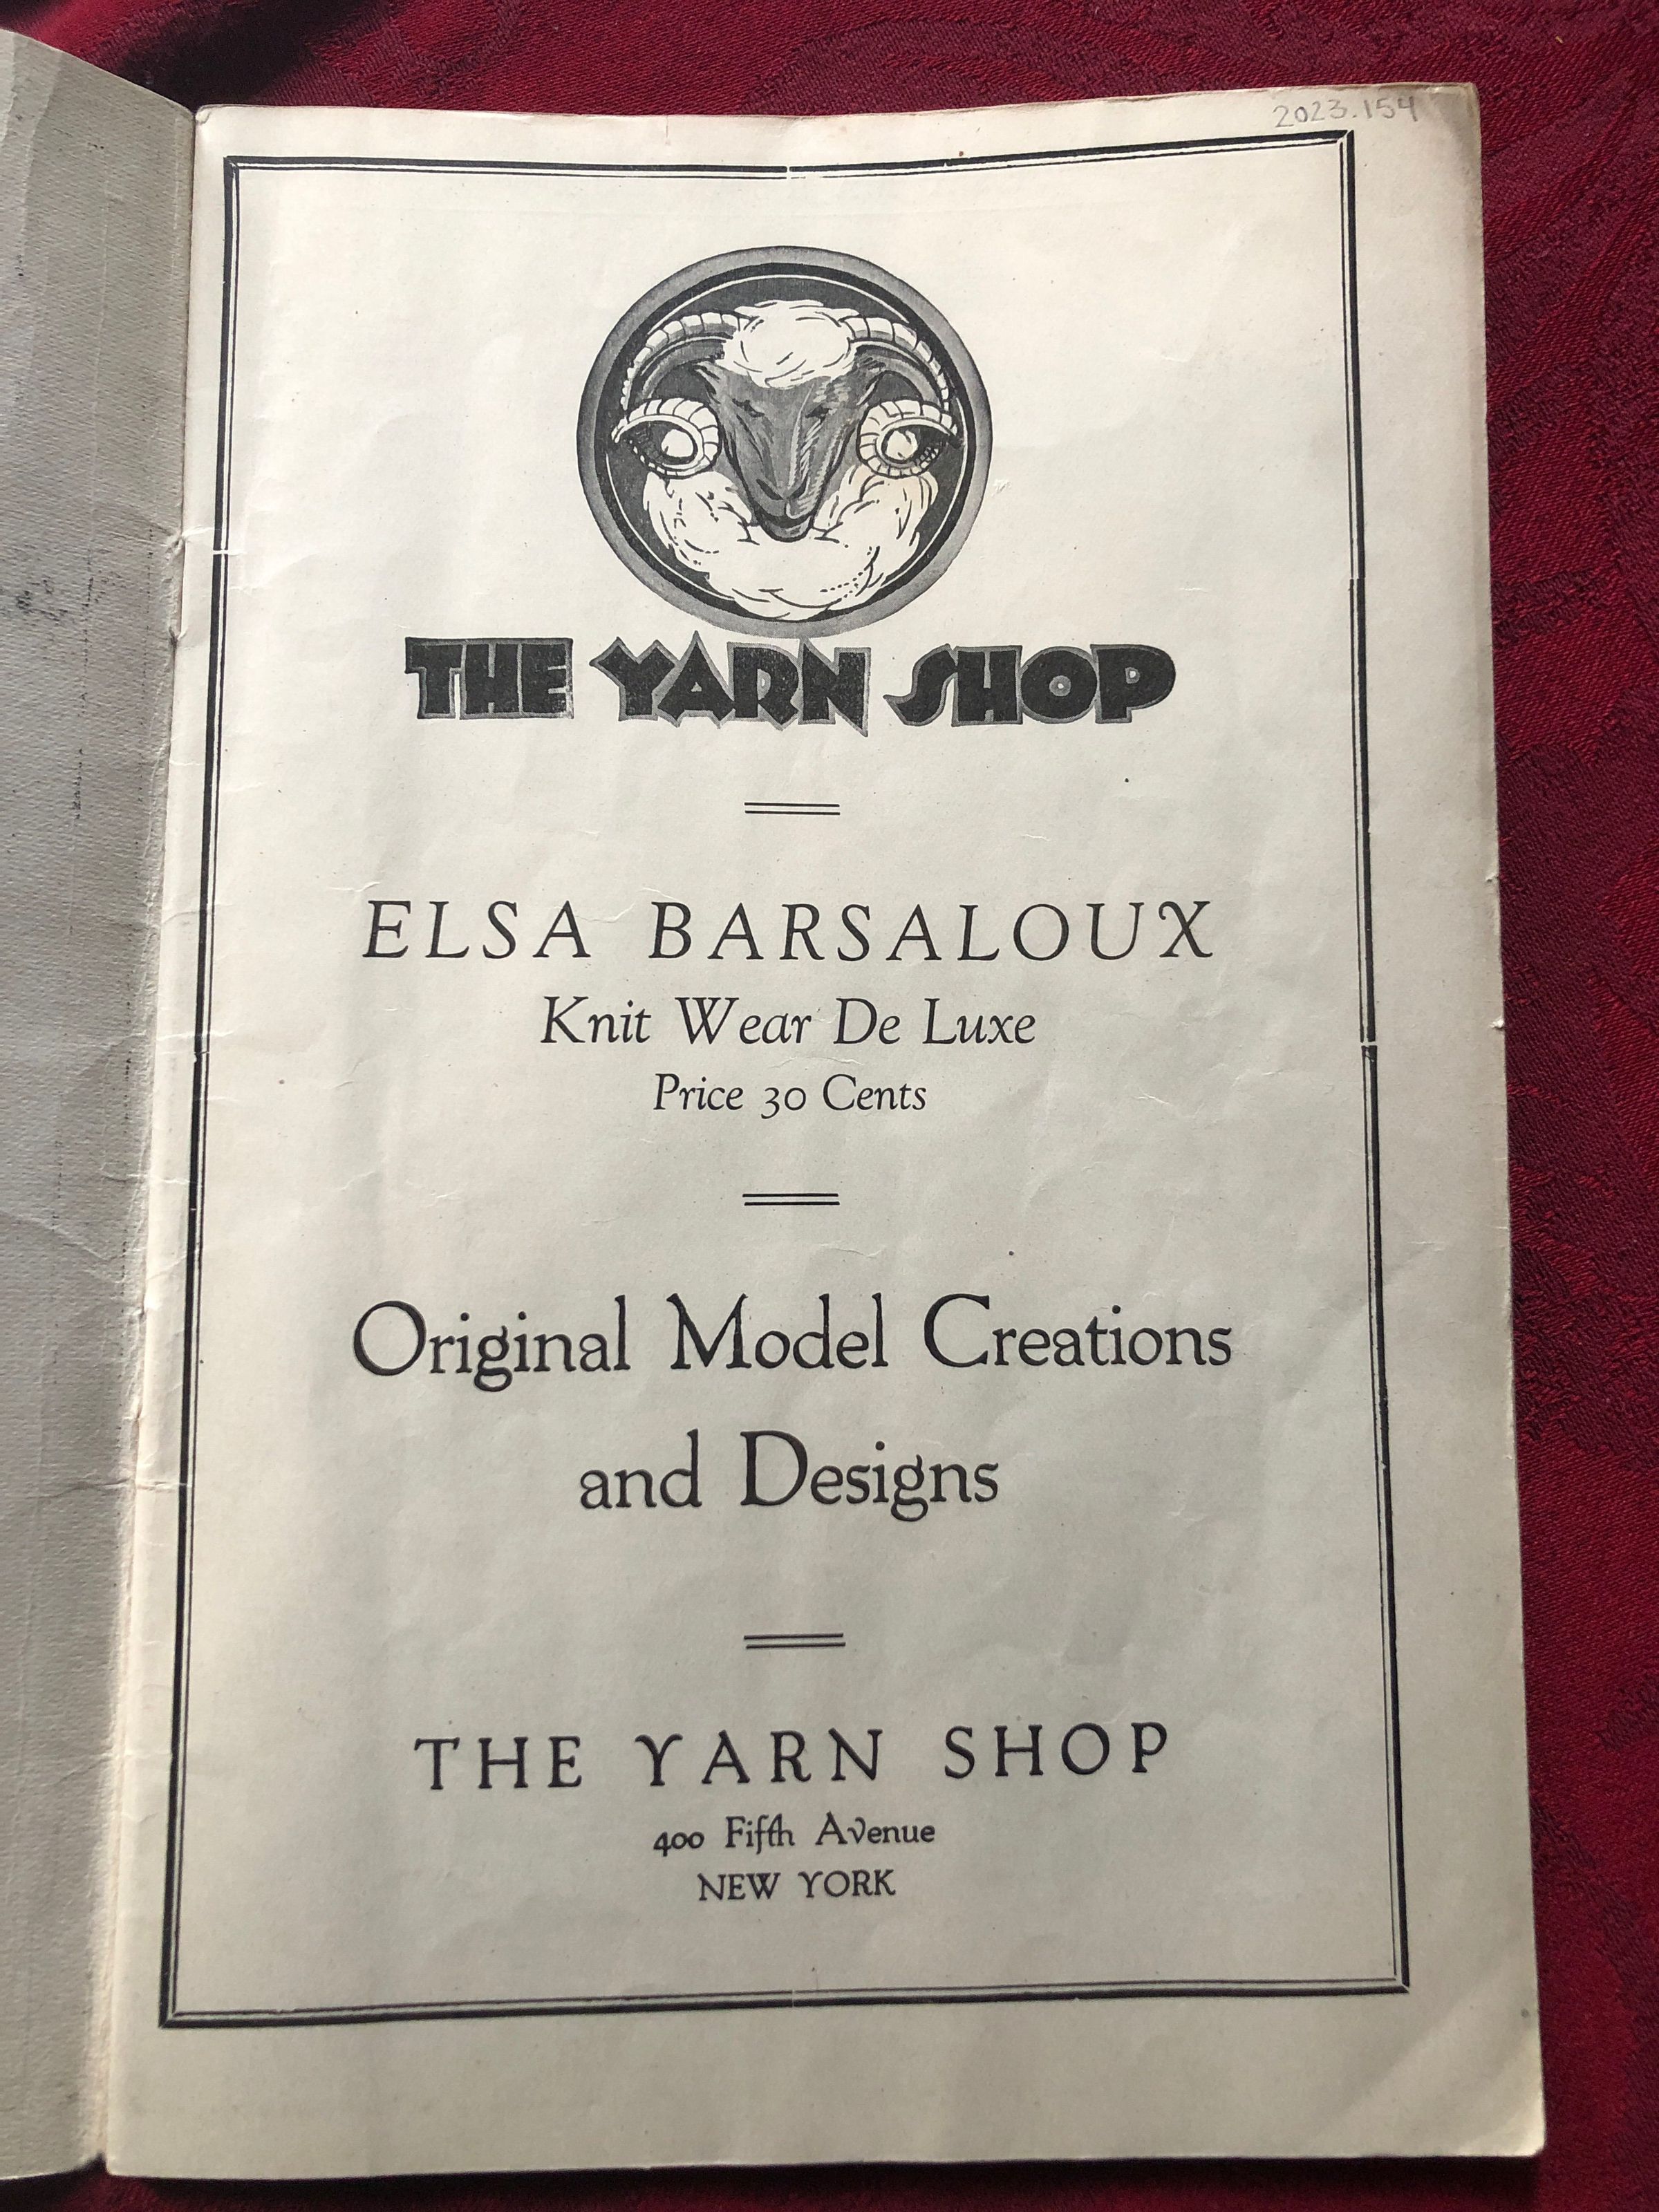 2023.154
THE YARN SHOP
ELSA BARSALOUX
Knit Wear De Luxe
Price 30 Cents
Original Model Creations
and Designs
THE YARN SHOP
400 Fifth Avenue
NEW YORK